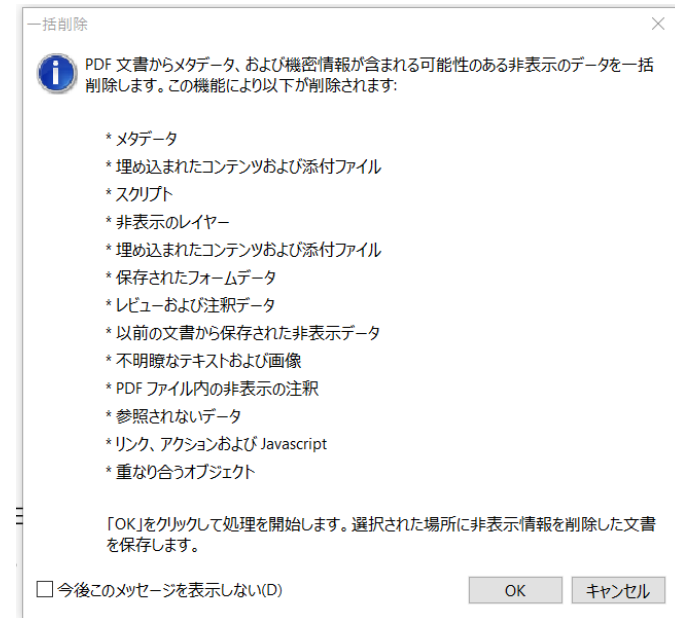 一括削除
PDF 文書からメタデータ、および機密情報が含まれる可能性のある非表示のデータを一括
削除します。この機能により以下が削除されます:
* メタデータ
* 埋め込まれたコンテンツおよび添付ファイル
* スクリプト
* 非表示のレイヤー
* 埋め込まれたコンテンツおよび添付ファイル
* 保存されたフォームデータ
* レビューおよび注釈データ
* 以前の文書から保存された非表示データ
* 不明瞭なテキストおよび画像
* PDF ファイル内の非表示の注釈
* 参照されないデータ
* リンク、アクションおよび Javascript
* 重なり合うオブジェクト
「OK」をクリックして処理を開始します。選択された場所に非表示情報を削除した文書
を保存します。
今後このメッセージを表示しない(D)
OK
キャンセル